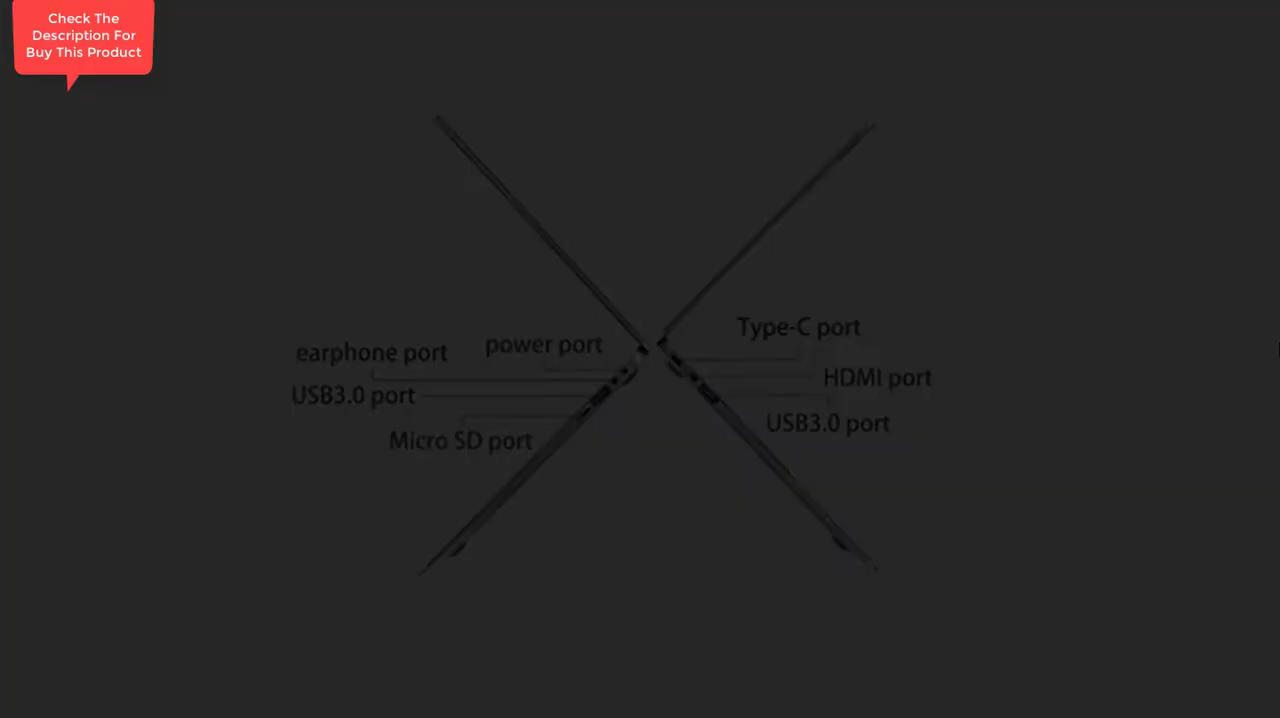 Check The
Description For
Buy This Product
earphone port
power port
USB3.0 port
Micro SD port
Type-C port
HDMI port
USB3.0 port